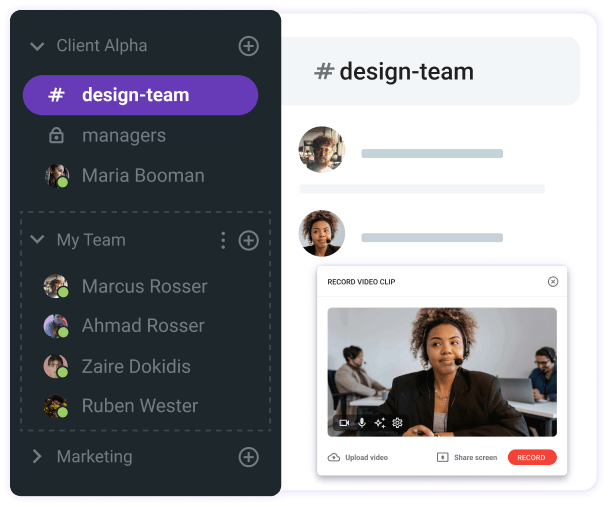 Client Alpha
# design-team
managers
Maria Booman
My Team
Marcus Rosser
Ahmad Rosser
Zaire Dokidis
Ruben Wester
Marketing
# design-team
RECORD VIDEO CLIP
Upload video
Share screen
RECORD